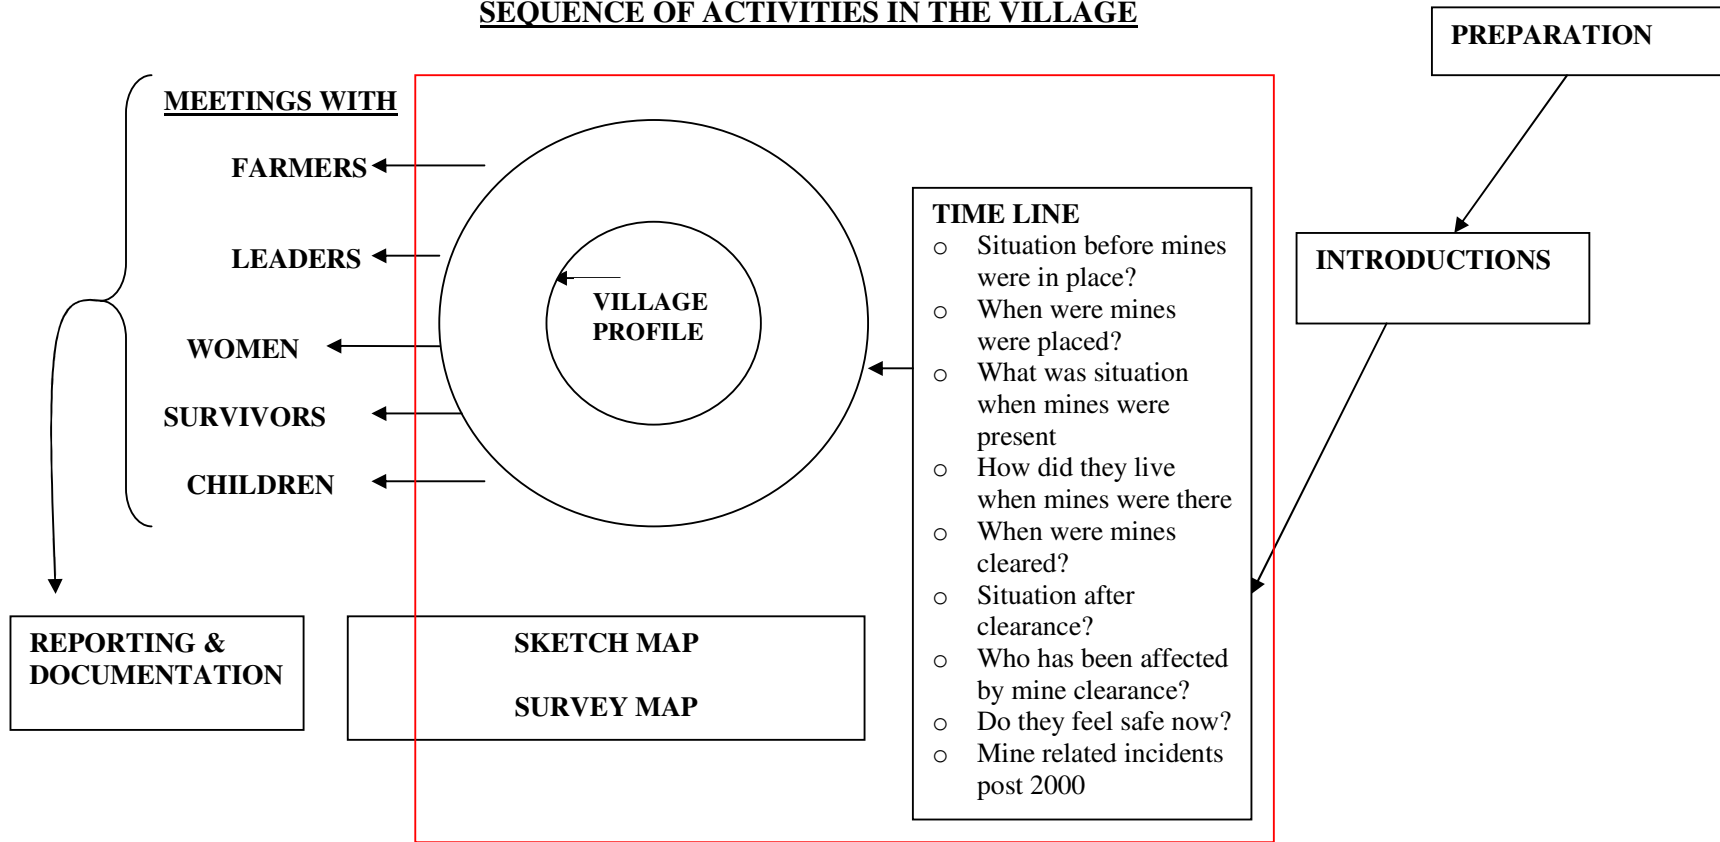 SEQUENCE OF ACTIVITIES IN THE VILLAGE
PREPARATION
MEETINGS WITH
FARMERS
LEADERS
WOMEN
SURVIVORS
CHILDREN
VILLAGE
PROFILE
TIME LINE
o Situation before mines
were in place?
o When were mines
were placed?
o What was situation
when mines were
present
o How did they live
when mines were there
o When were mines
cleared?
o Situation after
clearance?
o Who has been affected
by mine clearance?
o Do they feel safe now?
o Mine related incidents
post 2000
INTRODUCTIONS
REPORTING &
DOCUMENTATION
SKETCH MAP
SURVEY MAP